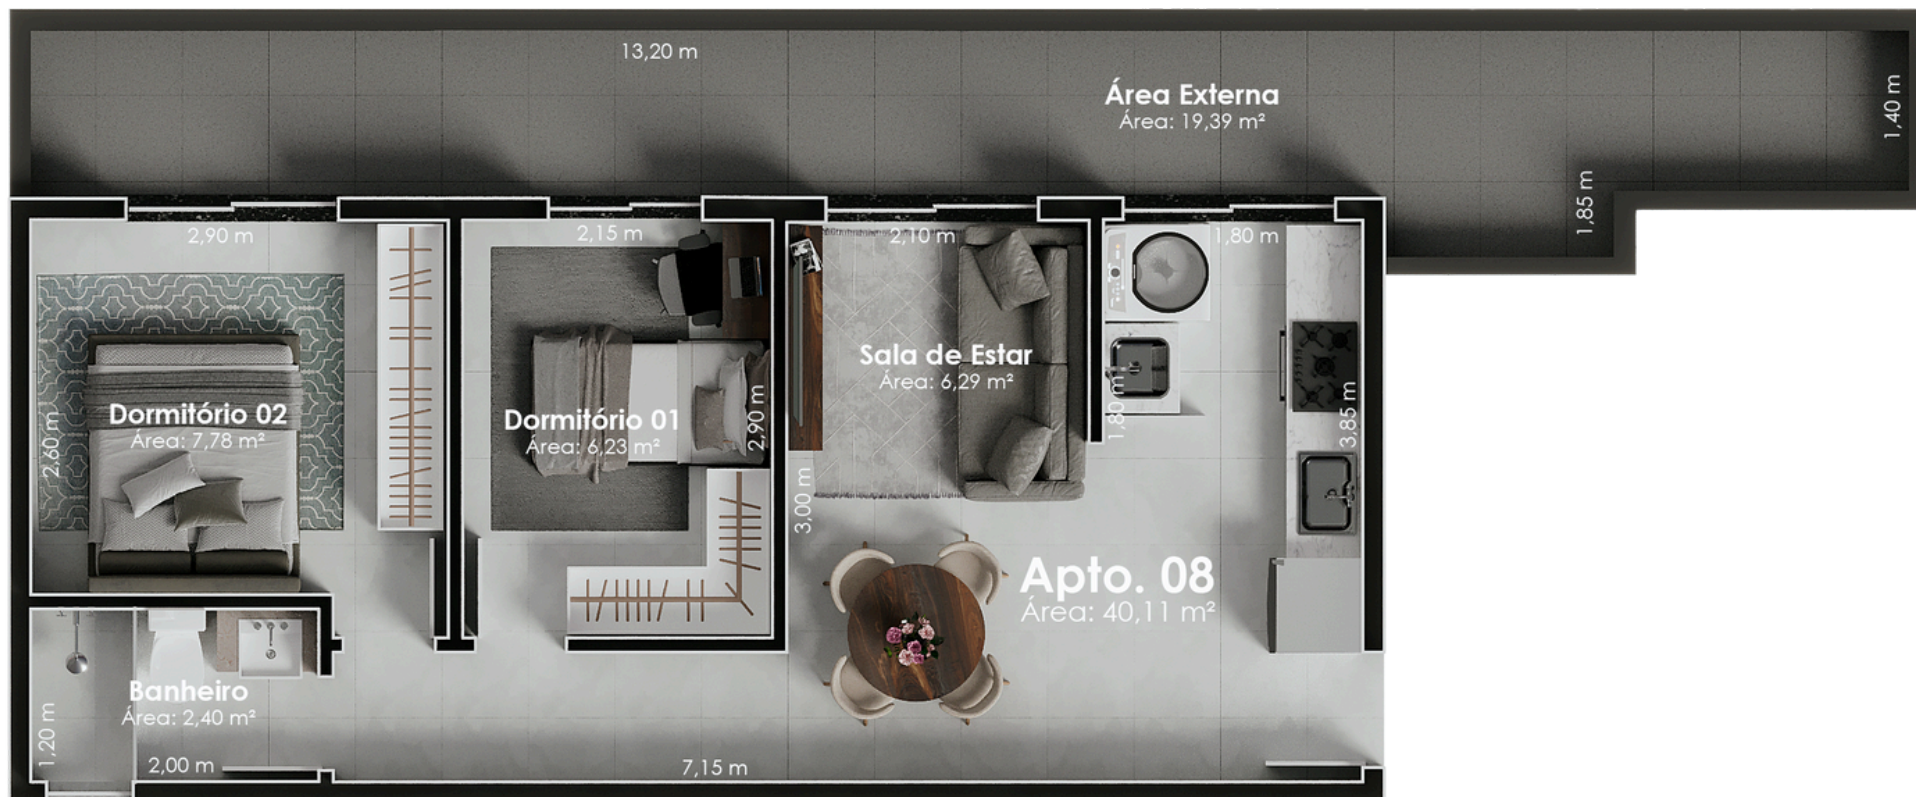 13,20 m
Área Externa
Área: 19,39 m²
1,40 m
1,85 m
2,90 m
2,15 m
2,10 m
1,80 m
Sala de Estar
Área: 6,29 m²
Dormitório 02
Área: 7,78 m²
2,60 m
Dormitório 01
Área: 6,23 m²
2,90 m
1,80 m
3,85 m
3,00 m
Apto. 08
Área: 40,11 m²
Banheiro
Área: 2,40 m²
1,20 m
2,00 m
7,15 m